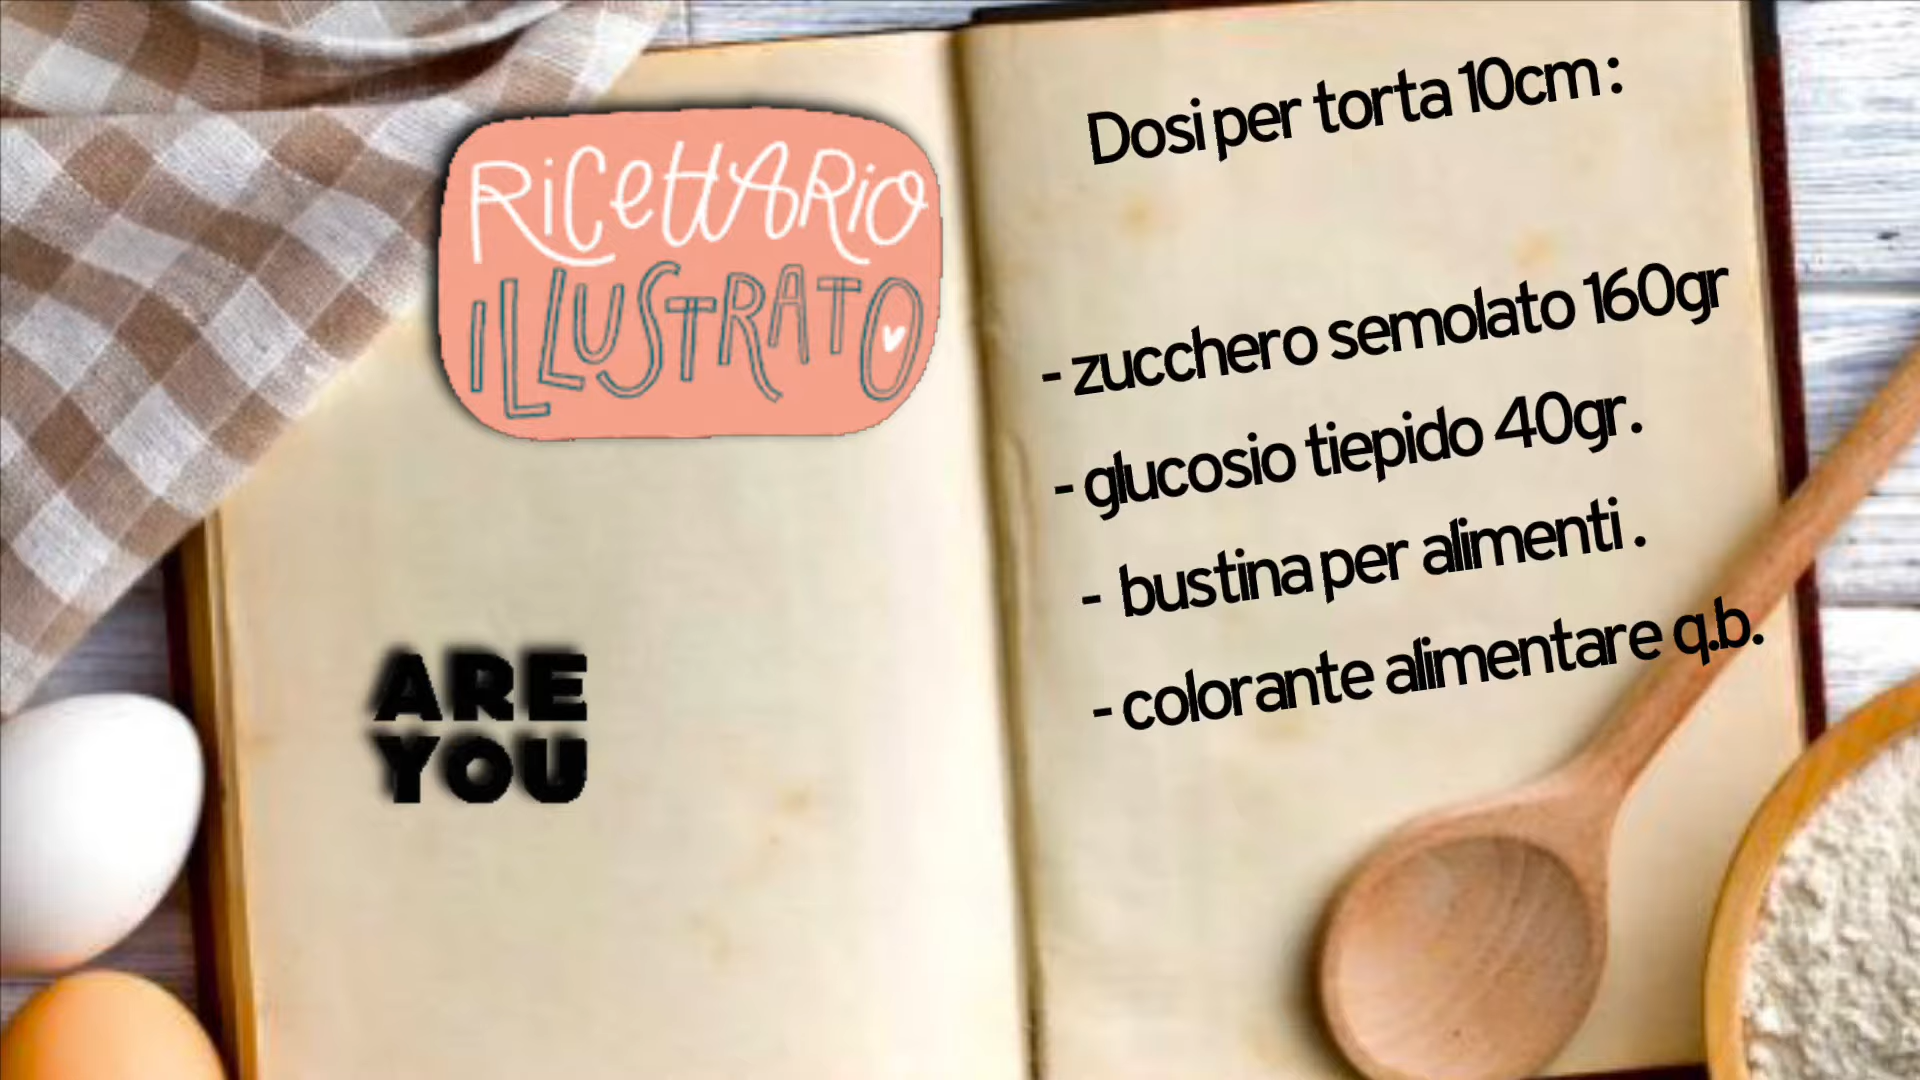 RiCettARio
ILLUSTRATO
ARE
YOU
Dosi per torta 10cm :
- zucchero semolato 160gr
- glucosio tiepido 40gr.
- bustina per alimenti .
- colorante alimentare q.b.